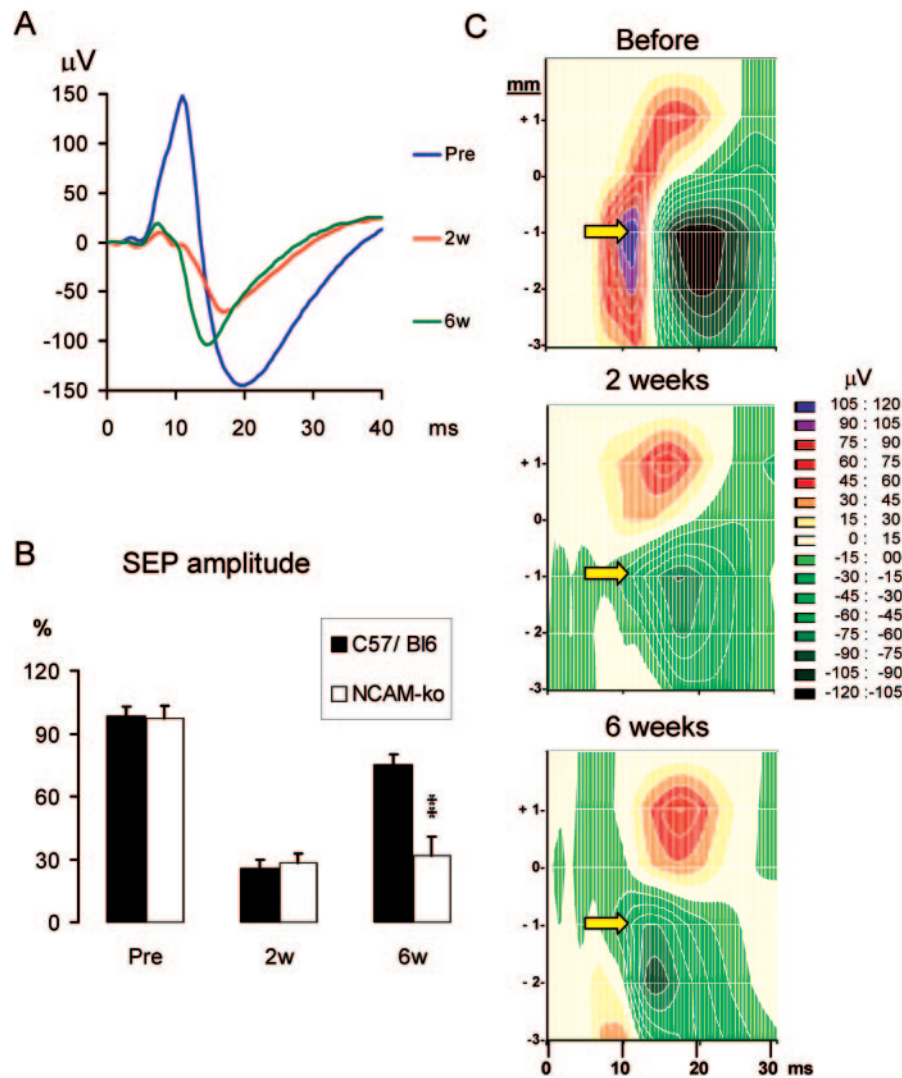 A
μV
150
100
50
0
-50
-100
-150
0 10 20 30 40 ms
Pre
2w
6w
B
SEP amplitude
%
120
90
60
30
0
C57/ Bl6
NCAM-ko
***
Pre 2w 6w
C
Before
mm
+ 1
0
- 1
- 2
-3
0 10 20 30
2 weeks
+ 1
0
- 1
- 2
-3
6 weeks
+ 1
0
- 1
- 2
-3
0 10 20 30 ms
μV
105 : 120
90 : 105
75 : 90
60 : 75
45 : 60
30 : 45
15 : 30
0 : 15
-15 : 00
-30 : -15
-45 : -30
-60 : -45
-75 : -60
-90 : -75
-105 : -90
-120 : -105